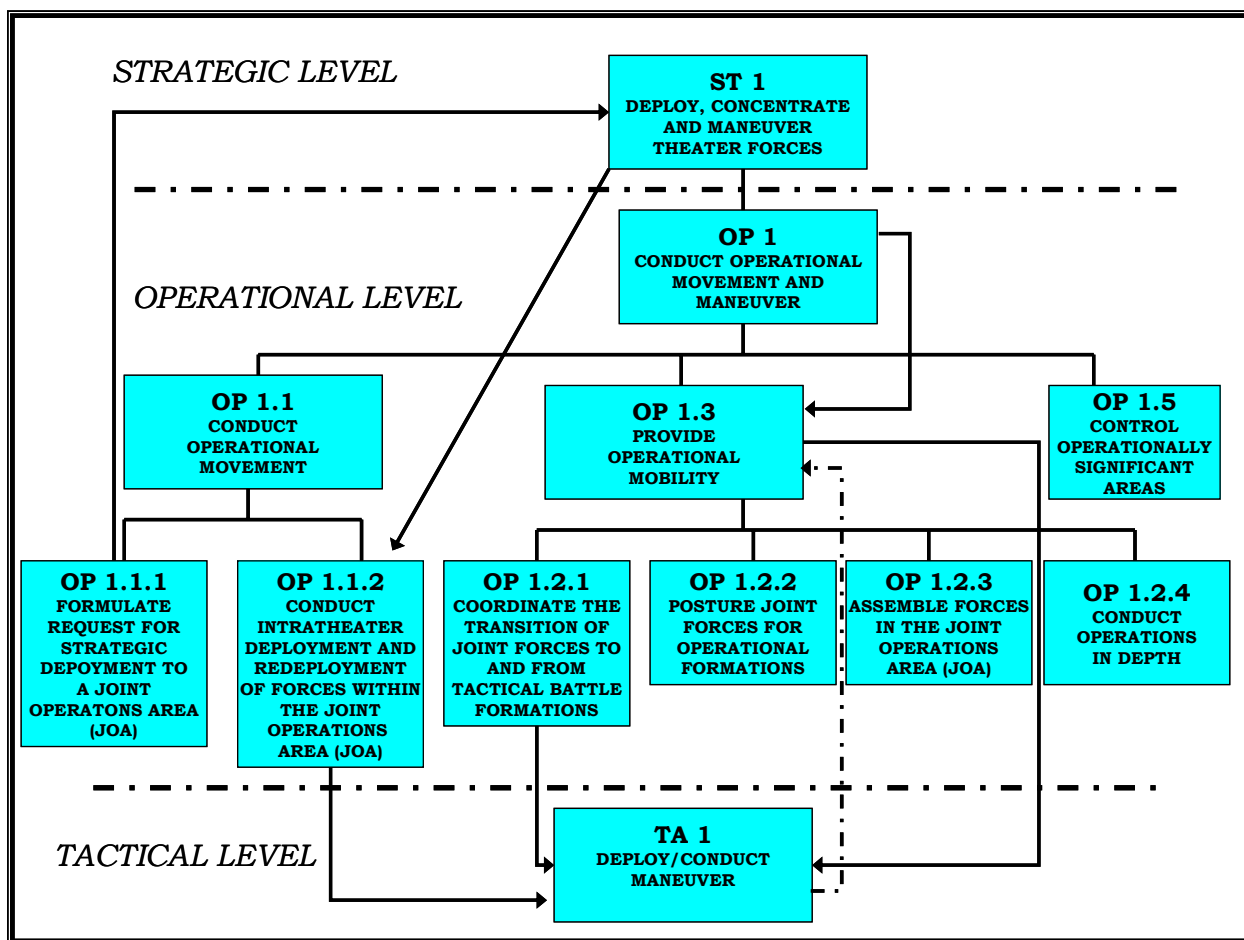 STRATEGIC LEVEL
ST 1
DEPLOY, CONCENTRATE
AND MANEUVER
THEATER FORCES
OPERATIONAL LEVEL
OP 1
CONDUCT OPERATIONAL
MOVEMENT AND
MANEUVER
OP 1.1
CONDUCT
OPERATIONAL
MOVEMENT
OP 1.3
PROVIDE
OPERATIONAL
MOBILITY
OP 1.5
CONTROL
OPERATIONALLY
SIGNIFICANT
AREAS
OP 1.1.1
FORMULATE
REQUEST FOR
STRATEGIC
DEPOYMENT TO
A JOINT
OPERATONS AREA
(JOA)
OP 1.1.2
CONDUCT
INTRATHEATER
DEPLOYMENT AND
REDEPLOYMENT
OF FORCES WITHIN
THE JOINT
OPERATIONS
AREA (JOA)
OP 1.2.1
COORDINATE THE
TRANSITION OF
JOINT FORCES TO
AND FROM
TACTICAL BATTLE
FORMATIONS
OP 1.2.2
POSTURE JOINT
FORCES FOR
OPERATIONAL
FORMATIONS
OP 1.2.3
ASSEMBLE FORCES
IN THE JOINT
OPERATIONS
AREA (JOA)
OP 1.2.4
CONDUCT
OPERATIONS
IN DEPTH
TACTICAL LEVEL
TA 1
DEPLOY/CONDUCT
MANEUVER